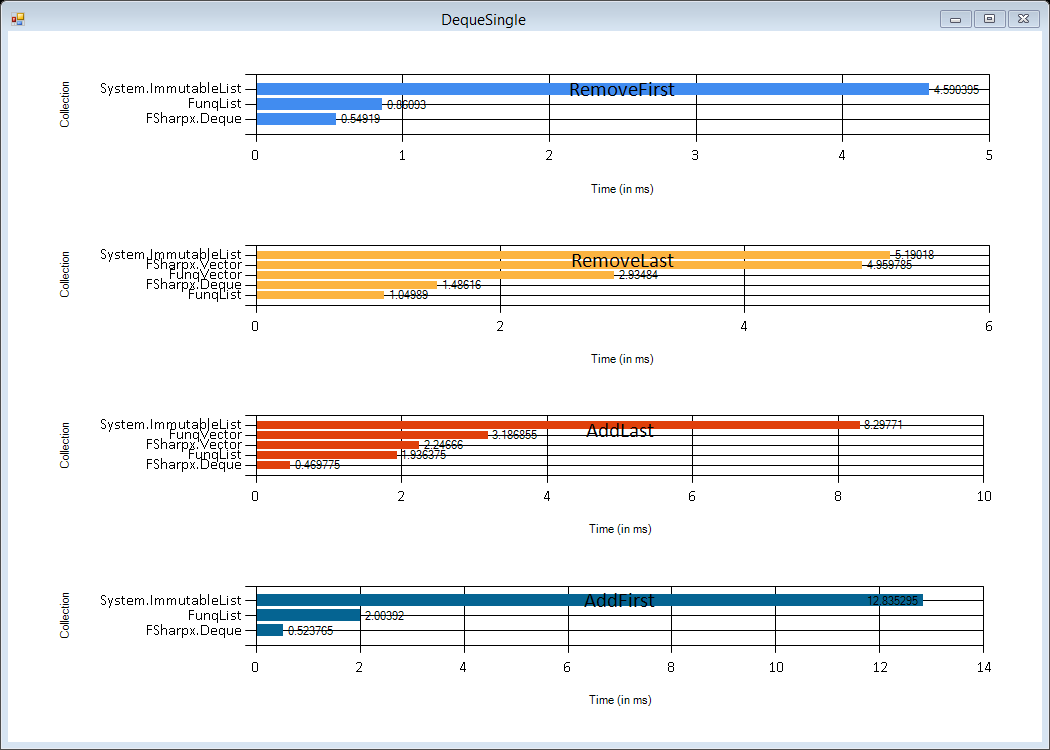 DequeSingle
RemoveFirst
Collection
System.ImmutableList 4.590395
FunqList 0.86093
FSharpx.Deque 0.54919
0 1 2 3 4 5
Time (in ms)
RemoveLast
Collection
System.ImmutableList 5.19018
FSharpx.Vector 4.959785
FunqVector 2.93484
FSharpx.Deque 1.48616
FunqList 1.04989
0 2 4 6
Time (in ms)
AddLast
Collection
System.ImmutableList 8.29771
FunqVector 3.186855
FSharpx.Vector 2.24666
FunqList 1.936375
FSharpx.Deque 0.469775
0 2 4 6 8 10
Time (in ms)
AddFirst
Collection
System.ImmutableList 12.835295
FunqList 2.00392
FSharpx.Deque 0.523765
0 2 4 6 8 10 12 14
Time (in ms)